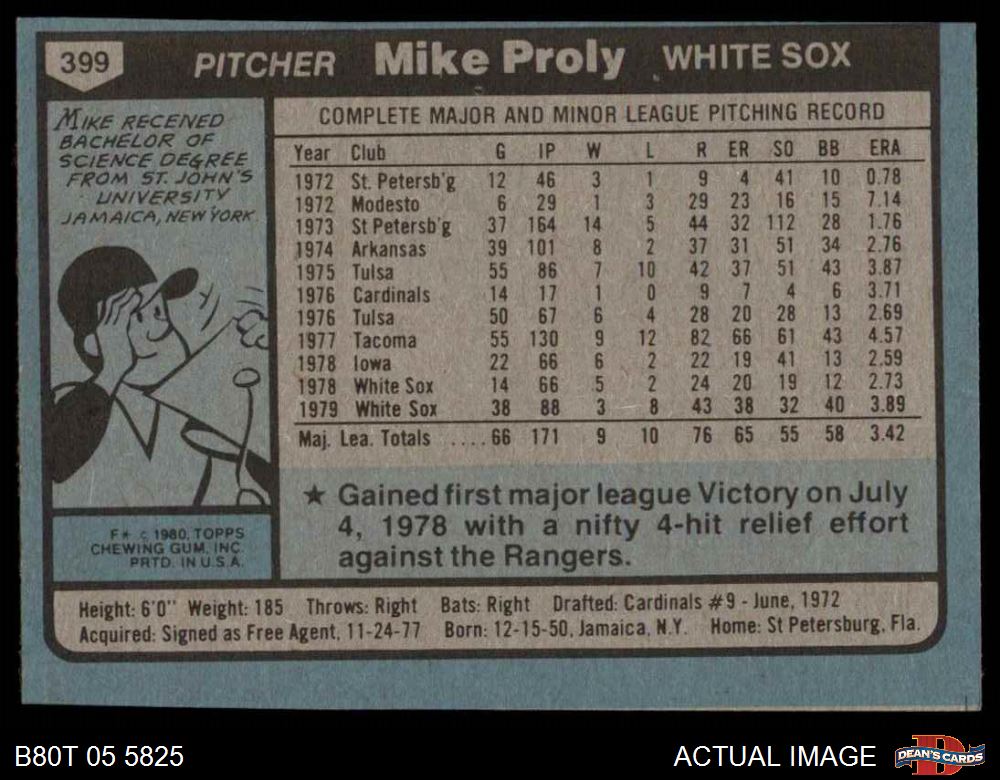 399 PITCHER Mike Proly WHITE SOX
MIKE RECENED
BACHELOR OF
SCIENCE DEGREE
FROM ST. JOHN'S
UNIVERSITY
JAMAICA, NEW YORK.
COMPLETE MAJOR AND MINOR LEAGUE PITCHING RECORD
Year Club G IP W L R ER SO BB ERA
1972 St. Petersb'g 12 46 3 1 9 4 41 10 0.78
1972 Modesto 6 29 1 3 29 23 16 15 7.14
1973 St Petersb'g 37 164 14 5 44 32 112 28 1.76
1974 Arkansas 39 101 8 2 37 31 51 34 2.76
1975 Tulsa 55 86 7 10 42 37 51 43 3.87
1976 Cardinals 14 17 1 0 9 7 4 6 3.71
1976 Tulsa 50 67 6 4 28 20 28 13 2.69
1977 Tacoma 55 130 9 12 82 66 61 43 4.57
1978 Iowa 22 66 6 2 22 19 41 13 2.59
1978 White Sox 14 66 5 2 24 20 19 12 2.73
1979 White Sox 38 88 3 8 43 38 32 40 3.89
Maj. Lea. Totals .... 66 171 9 10 76 65 55 58 3.42
★ Gained first major league Victory on July
4, 1978 with a nifty 4-hit relief effort
against the Rangers.
F* © 1980, TOPPS
CHEWING GUM, INC.
PRTD. IN U.S.A.
Height: 6'0" Weight: 185 Throws: Right Bats: Right Drafted: Cardinals #9 - June, 1972
Acquired: Signed as Free Agent, 11-24-77 Born: 12-15-50, Jamaica, N.Y. Home: St Petersburg, Fla.
B80T 05 5825 ACTUAL IMAGE DEAN'S CARDS